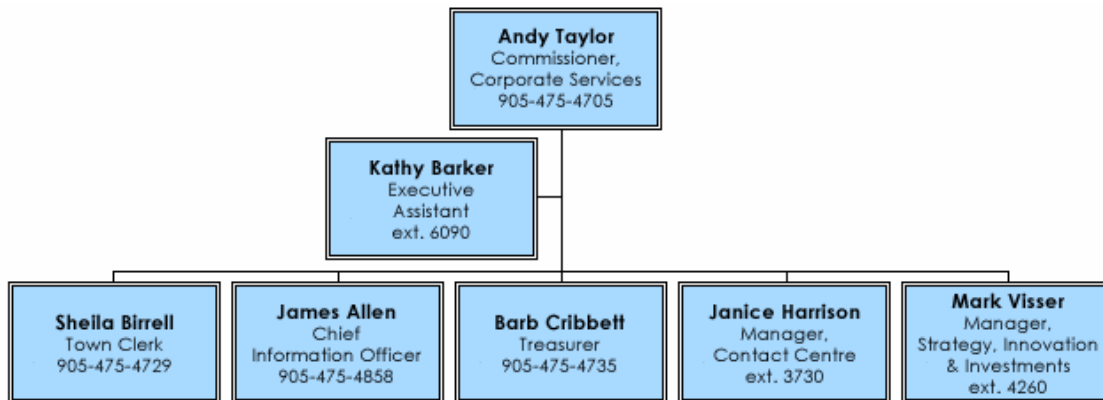 Andy Taylor
Commissioner,
Corporate Services
905-475-4705
Kathy Barker
Executive
Assistant
ext. 6090
Sheila Birrell
Town Clerk
905-475-4729
James Allen
Chief
Information Officer
905-475-4858
Barb Cribbett
Treasurer
905-475-4735
Janice Harrison
Manager,
Contact Centre
ext. 3730
Mark Visser
Manager,
Strategy, Innovation
& Investments
ext. 4260